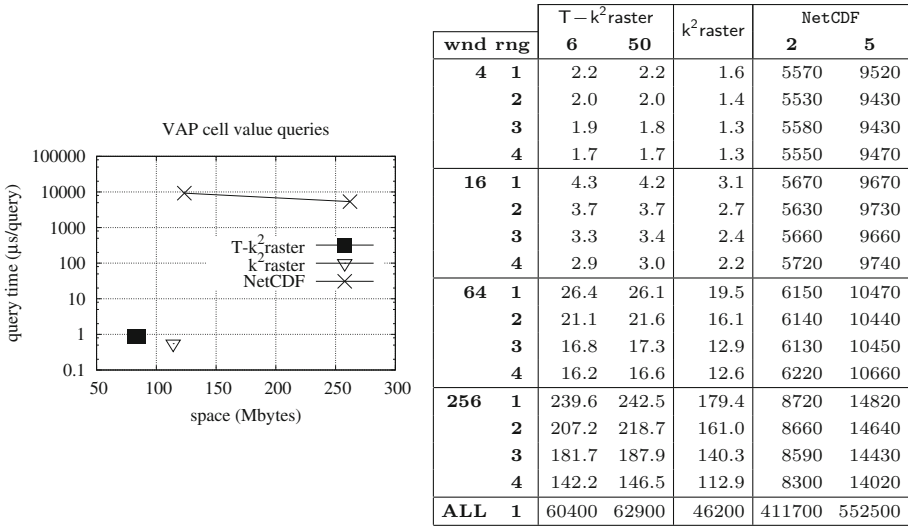 VAP cell value queries
100000
10000
1000
100
10
1
0.1
query time (μs/query)
T-k²raster
k²raster
NetCDF
50 100 150 200 250 300
space (Mbytes)
T−k²raster k²raster NetCDF
wnd rng 6 50 2 5
4 1 2.2 2.2 1.6 5570 9520
2 2.0 2.0 1.4 5530 9430
3 1.9 1.8 1.3 5580 9430
4 1.7 1.7 1.3 5550 9470
16 1 4.3 4.2 3.1 5670 9670
2 3.7 3.7 2.7 5630 9730
3 3.3 3.4 2.4 5660 9660
4 2.9 3.0 2.2 5720 9740
64 1 26.4 26.1 19.5 6150 10470
2 21.1 21.6 16.1 6140 10440
3 16.8 17.3 12.9 6130 10450
4 16.2 16.6 12.6 6220 10660
256 1 239.6 242.5 179.4 8720 14820
2 207.2 218.7 161.0 8660 14640
3 181.7 187.9 140.3 8590 14430
4 142.2 146.5 112.9 8300 14020
ALL 1 60400 62900 46200 411700 552500